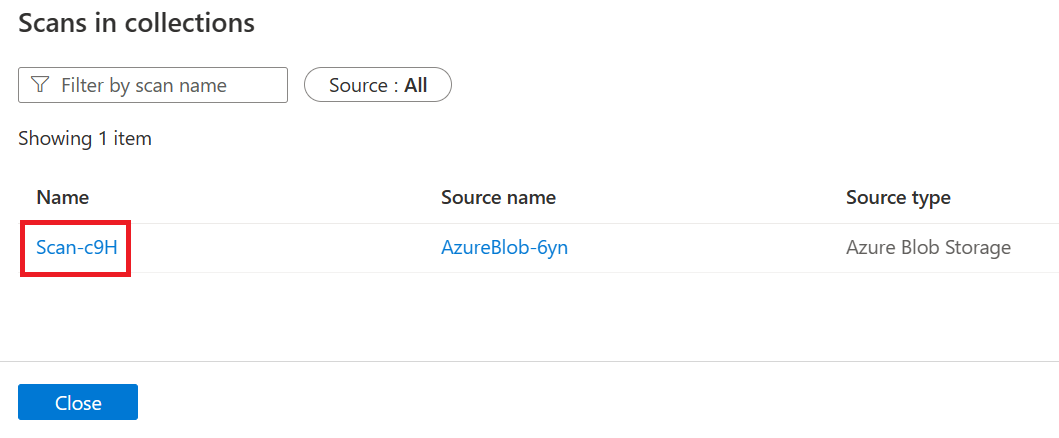 Scans in collections
Filter by scan name Source : All
Showing 1 item
Name Source name Source type
Scan-c9H AzureBlob-6yn Azure Blob Storage
Close